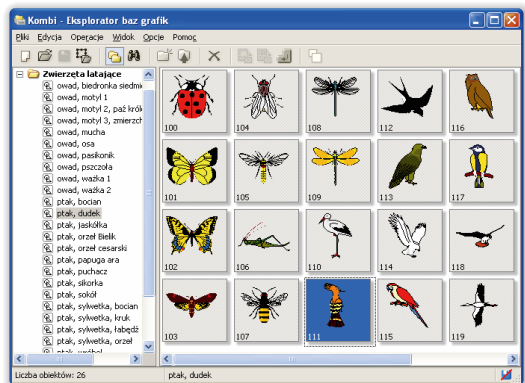 Kombi - Eksplorator baz grafik
Pliki Edycja Operacje Widok Opcje Pomoc
Zwierzęta latające
owad, biedronka siedmi
owad, motyl 1
owad, motyl 2, paź król
owad, motyl 3, zmierzch
owad, mucha
owad, osa
owad, pasikonik
owad, pszczoła
owad, ważka 1
owad, ważka 2
ptak, bocian
ptak, dudek
ptak, jaskółka
ptak, orzeł Bielik
ptak, orzeł cesarski
ptak, papuga ara
ptak, puchacz
ptak, sikorka
ptak, sokół
ptak, sylwetka, bocian
ptak, sylwetka, kruk
ptak, sylwetka, łabędź
ptak, sylwetka, orzeł
ptak, wróbel
100 104 108 112 116
101 105 109 113 117
102 106 110 114 118
103 107 111 115 119
Liczba obiektów: 26 ptak, dudek